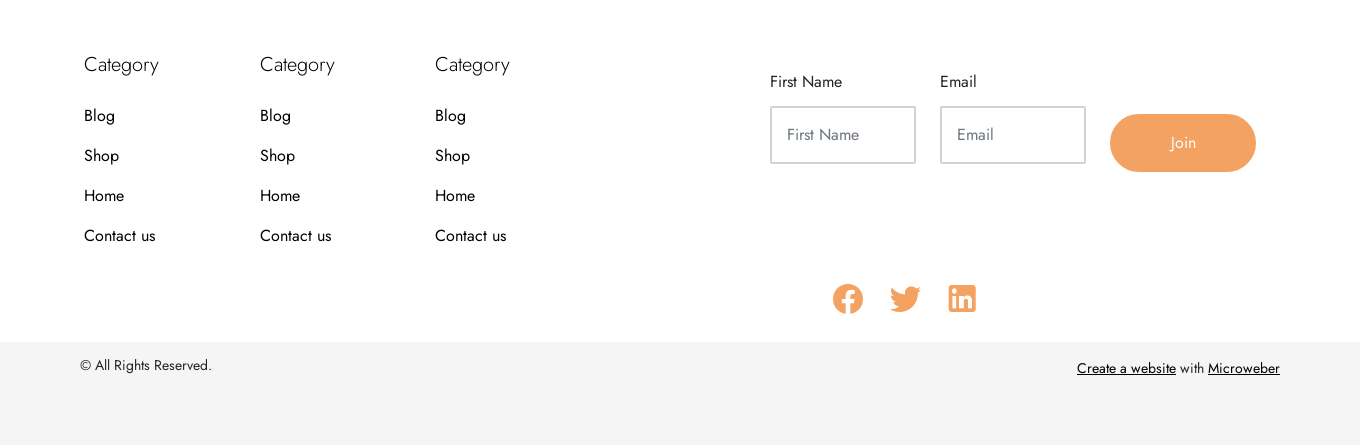 Category
Blog
Shop
Home
Contact us
Category
Blog
Shop
Home
Contact us
Category
Blog
Shop
Home
Contact us
First Name
First Name
Email
Email
Join
© All Rights Reserved.
Create a website with Microweber